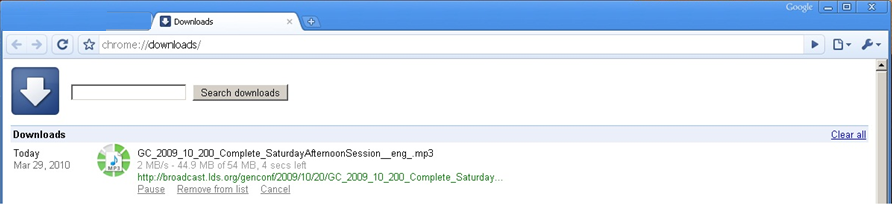 Google
Downloads
chrome://downloads/
Search downloads
Downloads
Clear all
Today
Mar 29, 2010
MP3
GC_2009_10_200_Complete_SaturdayAfternoonSession__eng_.mp3
2 MB/s - 44.9 MB of 54 MB, 4 secs left
http://broadcast.lds.org/genconf/2009/10/20/GC_2009_10_200_Complete_Saturday...
Pause Remove from list Cancel